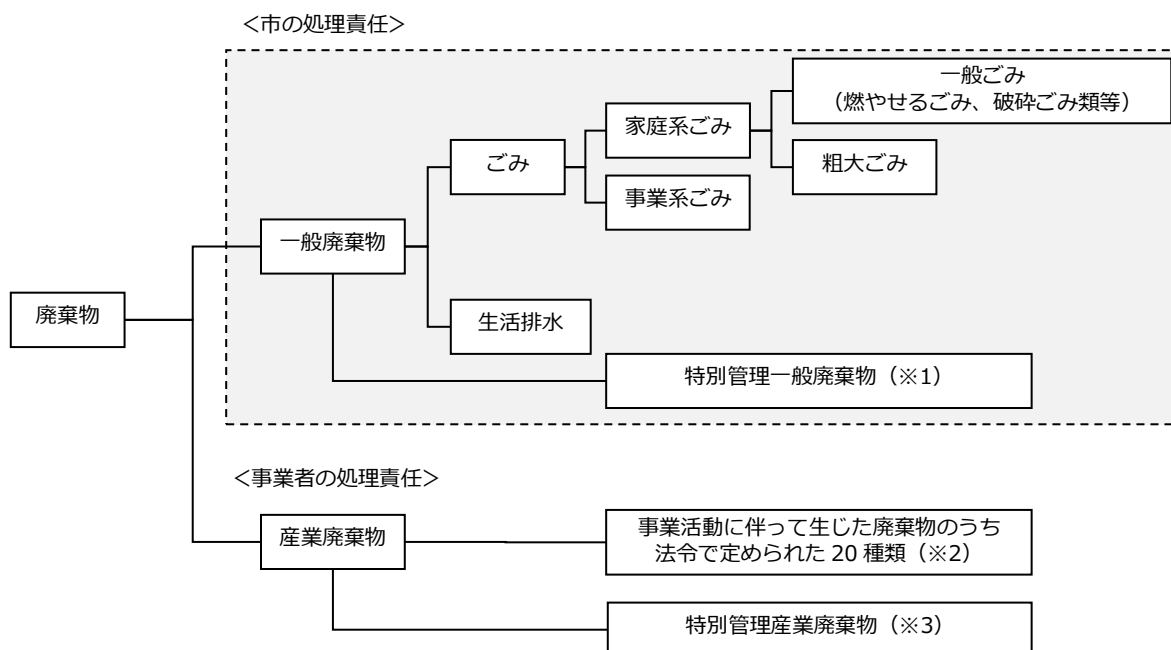 ＜市の処理責任＞
一般ごみ
（燃やせるごみ、破砕ごみ類等）
家庭系ごみ
ごみ
粗大ごみ
事業系ごみ
一般廃棄物
廃棄物
生活排水
特別管理一般廃棄物（※1）
＜事業者の処理責任＞
産業廃棄物
事業活動に伴って生じた廃棄物のうち
法令で定められた 20 種類（※2）
特別管理産業廃棄物（※3）